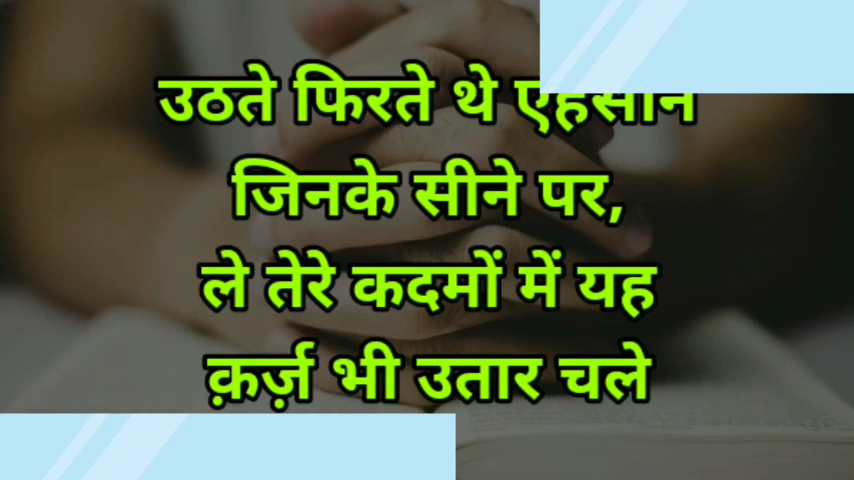 उठते फिरते थे एहसान
जिनके सीने पर,
ले तेरे कदमों में यह
क़र्ज़ भी उतार चले